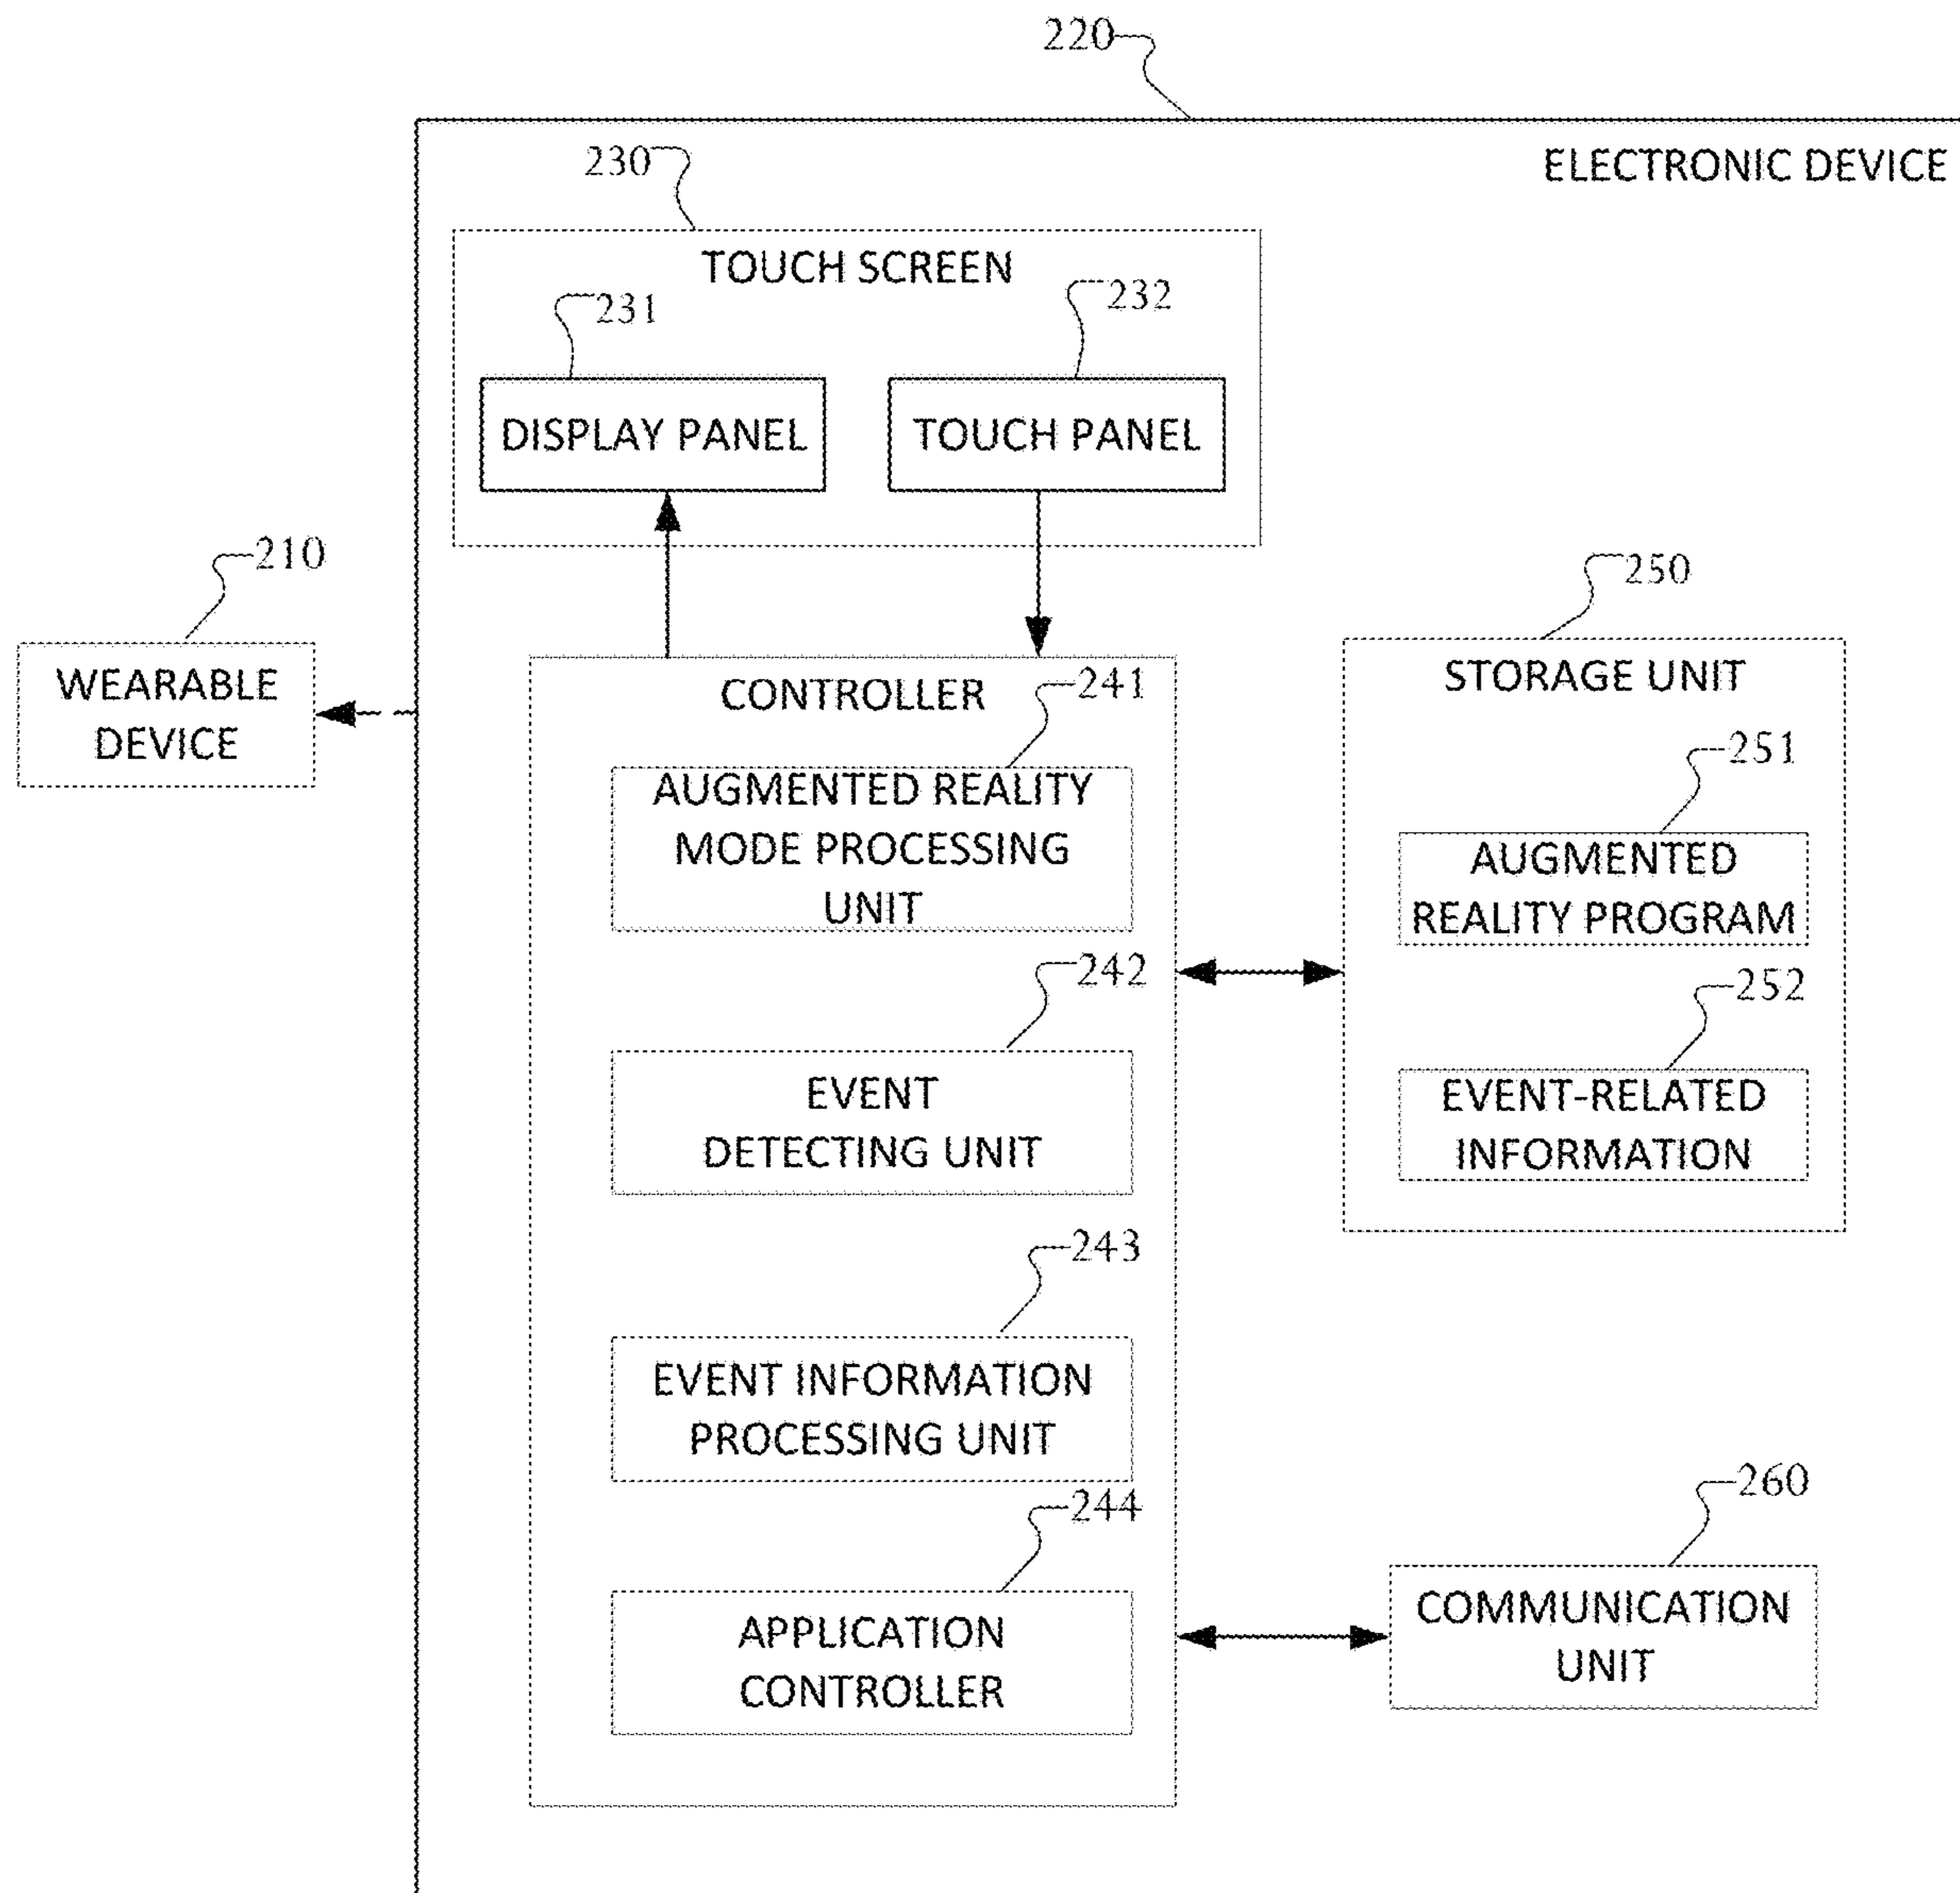 220
ELECTRONIC DEVICE
230
TOUCH SCREEN
231
232
DISPLAY PANEL
TOUCH PANEL
210
WEARABLE
DEVICE
250
STORAGE UNIT
251
AUGMENTED
REALITY PROGRAM
252
EVENT-RELATED
INFORMATION
CONTROLLER
241
AUGMENTED REALITY
MODE PROCESSING
UNIT
242
EVENT
DETECTING UNIT
243
EVENT INFORMATION
PROCESSING UNIT
244
APPLICATION
CONTROLLER
260
COMMUNICATION
UNIT